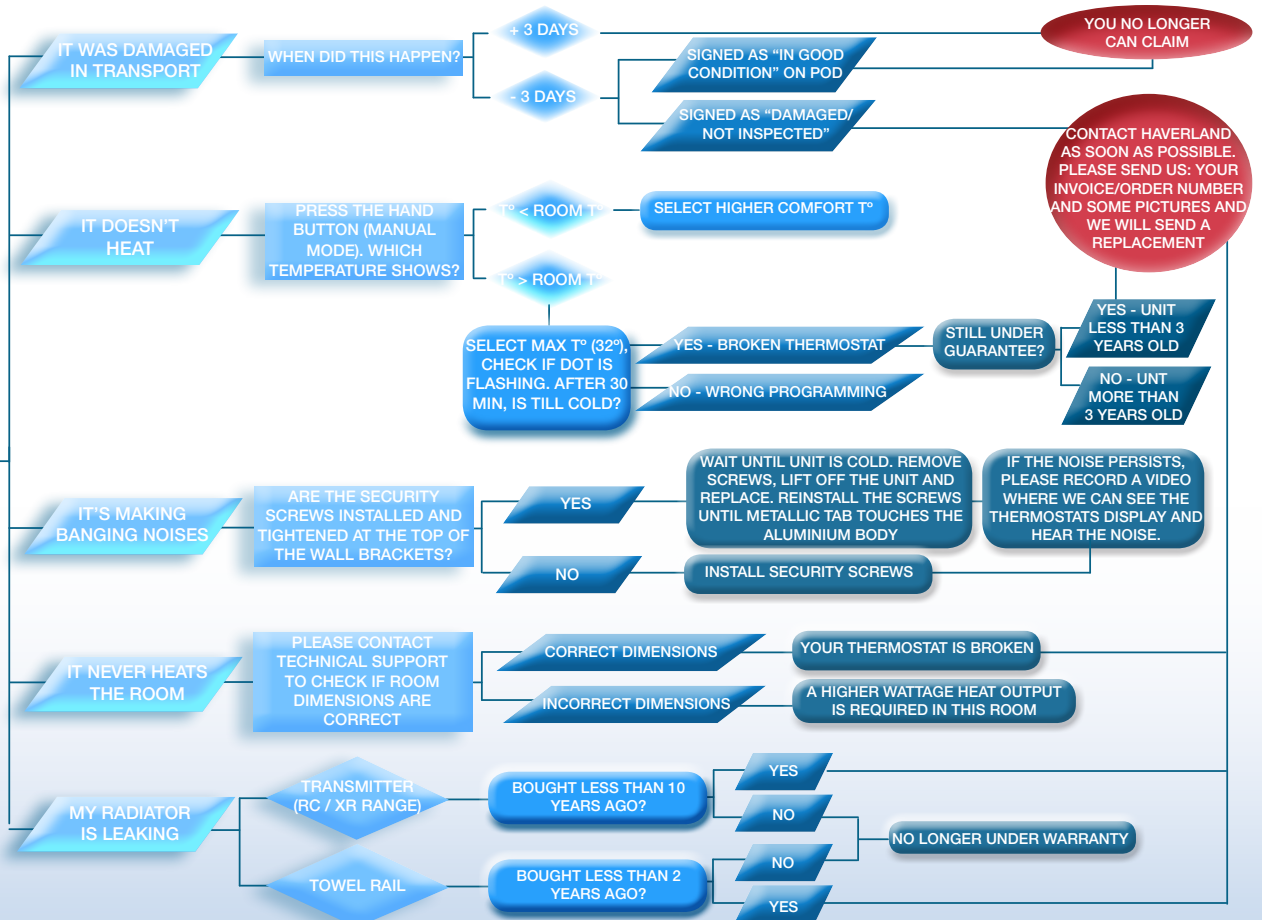 IT WAS DAMAGED
IN TRANSPORT
WHEN DID THIS HAPPEN?
+ 3 DAYS
- 3 DAYS
SIGNED AS “IN GOOD
CONDITION” ON POD
SIGNED AS “DAMAGED/
NOT INSPECTED”
YOU NO LONGER
CAN CLAIM
CONTACT HAVERLAND
AS SOON AS POSSIBLE.
PLEASE SEND US: YOUR
INVOICE/ORDER NUMBER
AND SOME PICTURES AND
WE WILL SEND A
REPLACEMENT
IT DOESN'T
HEAT
PRESS THE HAND
BUTTON (MANUAL
MODE). WHICH
TEMPERATURE SHOWS?
Tº < ROOM Tº
SELECT HIGHER COMFORT Tº
Tº > ROOM Tº
SELECT MAX Tº (32º),
CHECK IF DOT IS
FLASHING. AFTER 30
MIN, IS TILL COLD?
YES - BROKEN THERMOSTAT
NO - WRONG PROGRAMMING
STILL UNDER
GUARANTEE?
YES - UNIT
LESS THAN 3
YEARS OLD
NO - UNT
MORE THAN
3 YEARS OLD
IT'S MAKING
BANGING NOISES
ARE THE SECURITY
SCREWS INSTALLED AND
TIGHTENED AT THE TOP OF
THE WALL BRACKETS?
YES
WAIT UNTIL UNIT IS COLD. REMOVE
SCREWS, LIFT OFF THE UNIT AND
REPLACE. REINSTALL THE SCREWS
UNTIL METALLIC TAB TOUCHES THE
ALUMINIUM BODY
IF THE NOISE PERSISTS,
PLEASE RECORD A VIDEO
WHERE WE CAN SEE THE
THERMOSTATS DISPLAY AND
HEAR THE NOISE.
NO
INSTALL SECURITY SCREWS
IT NEVER HEATS
THE ROOM
PLEASE CONTACT
TECHNICAL SUPPORT
TO CHECK IF ROOM
DIMENSIONS ARE
CORRECT
CORRECT DIMENSIONS
YOUR THERMOSTAT IS BROKEN
INCORRECT DIMENSIONS
A HIGHER WATTAGE HEAT OUTPUT
IS REQUIRED IN THIS ROOM
MY RADIATOR
IS LEAKING
TRANSMITTER
(RC / XR RANGE)
BOUGHT LESS THAN 10
YEARS AGO?
YES
NO
NO LONGER UNDER WARRANTY
TOWEL RAIL
BOUGHT LESS THAN 2
YEARS AGO?
NO
YES